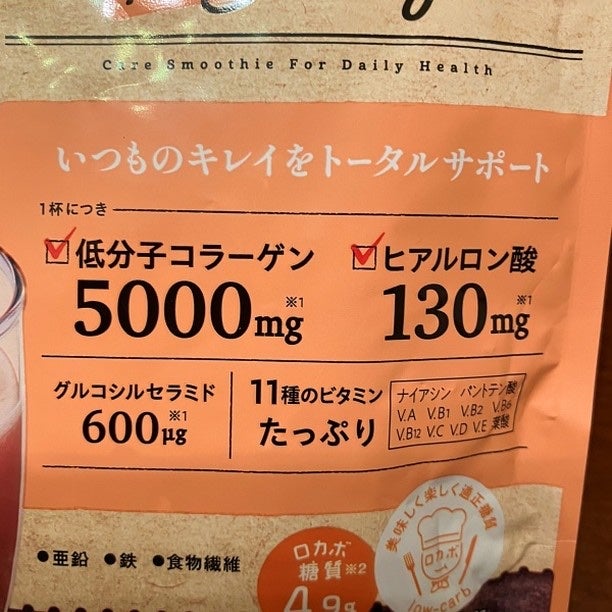 Care Smoothie For Daily Health
いつものキレイをトータルサポート
1杯につき
低分子コラーゲン
5000mg※1
ヒアルロン酸
130mg※1
グルコシルセラミド
600μg※1
11種のビタミン
たっぷり
ナイアシン パントテン酸
V.A V.B1 V.B2 V.B6
V.B12 V.C V.D V.E 葉酸
●亜鉛 ●鉄 ●食物繊維
ロカボ
糖質※2
4.9g
美味しく楽しく適正糖質
ロカボ
low-carb